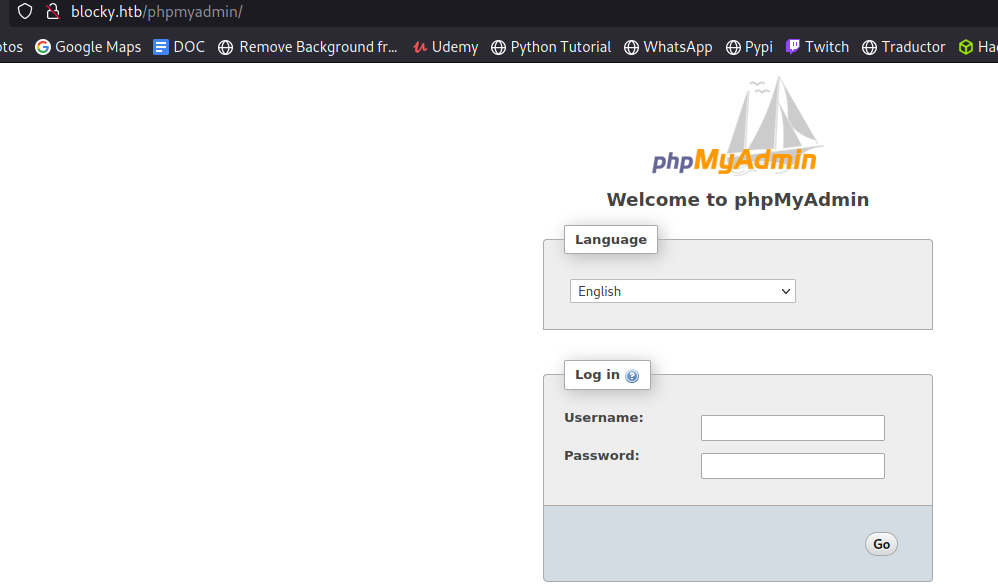 blocky.htb/phpmyadmin/
otos Google Maps DOC Remove Background fr... Udemy Python Tutorial WhatsApp Pypi Twitch Traductor Hac
phpMyAdmin
Welcome to phpMyAdmin
Language
English
Log in
Username:
Password:
Go